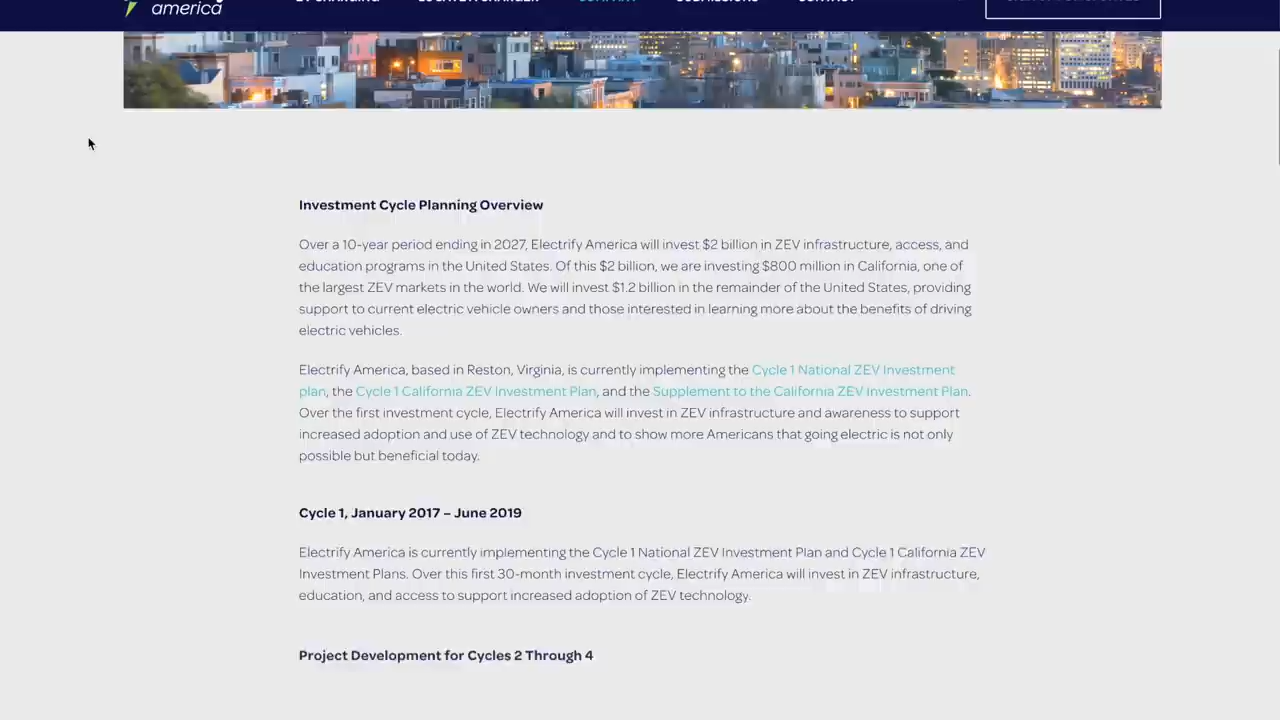 america
COMPANY
Investment Cycle Planning Overview
Over a 10-year period ending in 2027, Electrify America will invest $2 billion in ZEV infrastructure, access, and
education programs in the United States. Of this $2 billion, we are investing $800 million in California, one of
the largest ZEV markets in the world. We will invest $1.2 billion in the remainder of the United States, providing
support to current electric vehicle owners and those interested in learning more about the benefits of driving
electric vehicles.
Electrify America, based in Reston, Virginia, is currently implementing the Cycle 1 National ZEV Investment
plan, the Cycle 1 California ZEV Investment Plan, and the Supplement to the California ZEV Investment Plan.
Over the first investment cycle, Electrify America will invest in ZEV infrastructure and awareness to support
increased adoption and use of ZEV technology and to show more Americans that going electric is not only
possible but beneficial today.
Cycle 1, January 2017 – June 2019
Electrify America is currently implementing the Cycle 1 National ZEV Investment Plan and Cycle 1 California ZEV
Investment Plans. Over this first 30-month investment cycle, Electrify America will invest in ZEV infrastructure,
education, and access to support increased adoption of ZEV technology.
Project Development for Cycles 2 Through 4